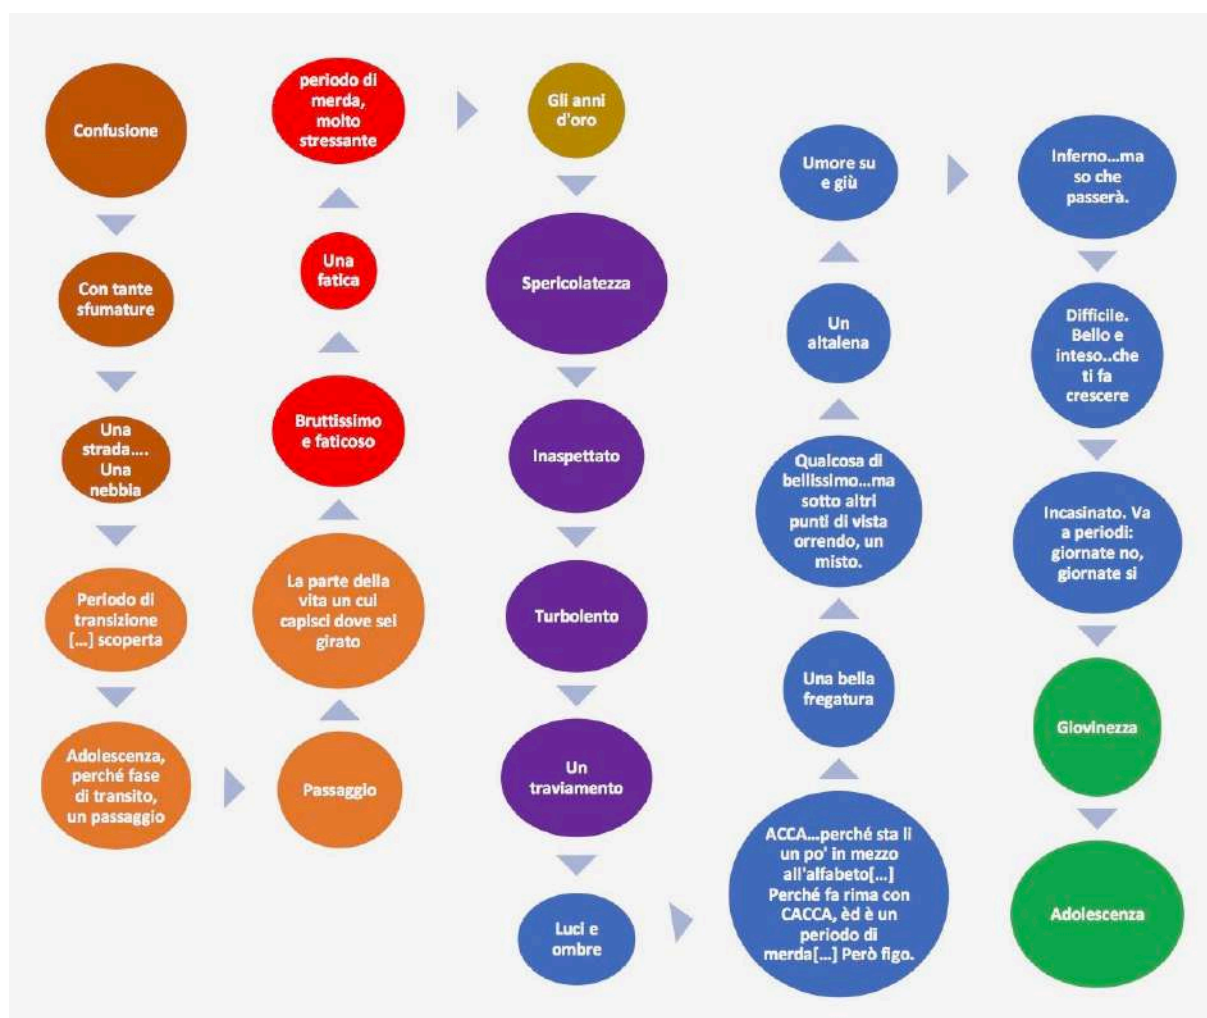 Confusione
Con tante
sfumature
Una
strada....
Una
nebbia
Periodo di
transizione
[...] scoperta
Adolescenza,
perché fase
di transito,
un passaggio
Passaggio
La parte della
vita un cui
capisci dove sei
girato
Bruttissimo
e faticoso
Una
fatica
periodo di
merda,
molto
stressante
Gli anni
d'oro
Spericolatezza
Inaspettato
Turbolento
Un
traviamento
Luci e
ombre
ACCA...perché sta li
un po' in mezzo
all'alfabeto[...]
Perché fa rima con
CACCA, èd è un
periodo di
merda[...] Però figo.
Una bella
fregatura
Qualcosa di
bellissimo...ma
sotto altri
punti di vista
orrendo, un
misto.
Un
altalena
Umore su
e giù
Inferno...ma
so che
passerà.
Difficile.
Bello e
inteso..che
ti fa
crescere
Incasinato. Va
a periodi:
giornate no,
giornate si
Giovinezza
Adolescenza